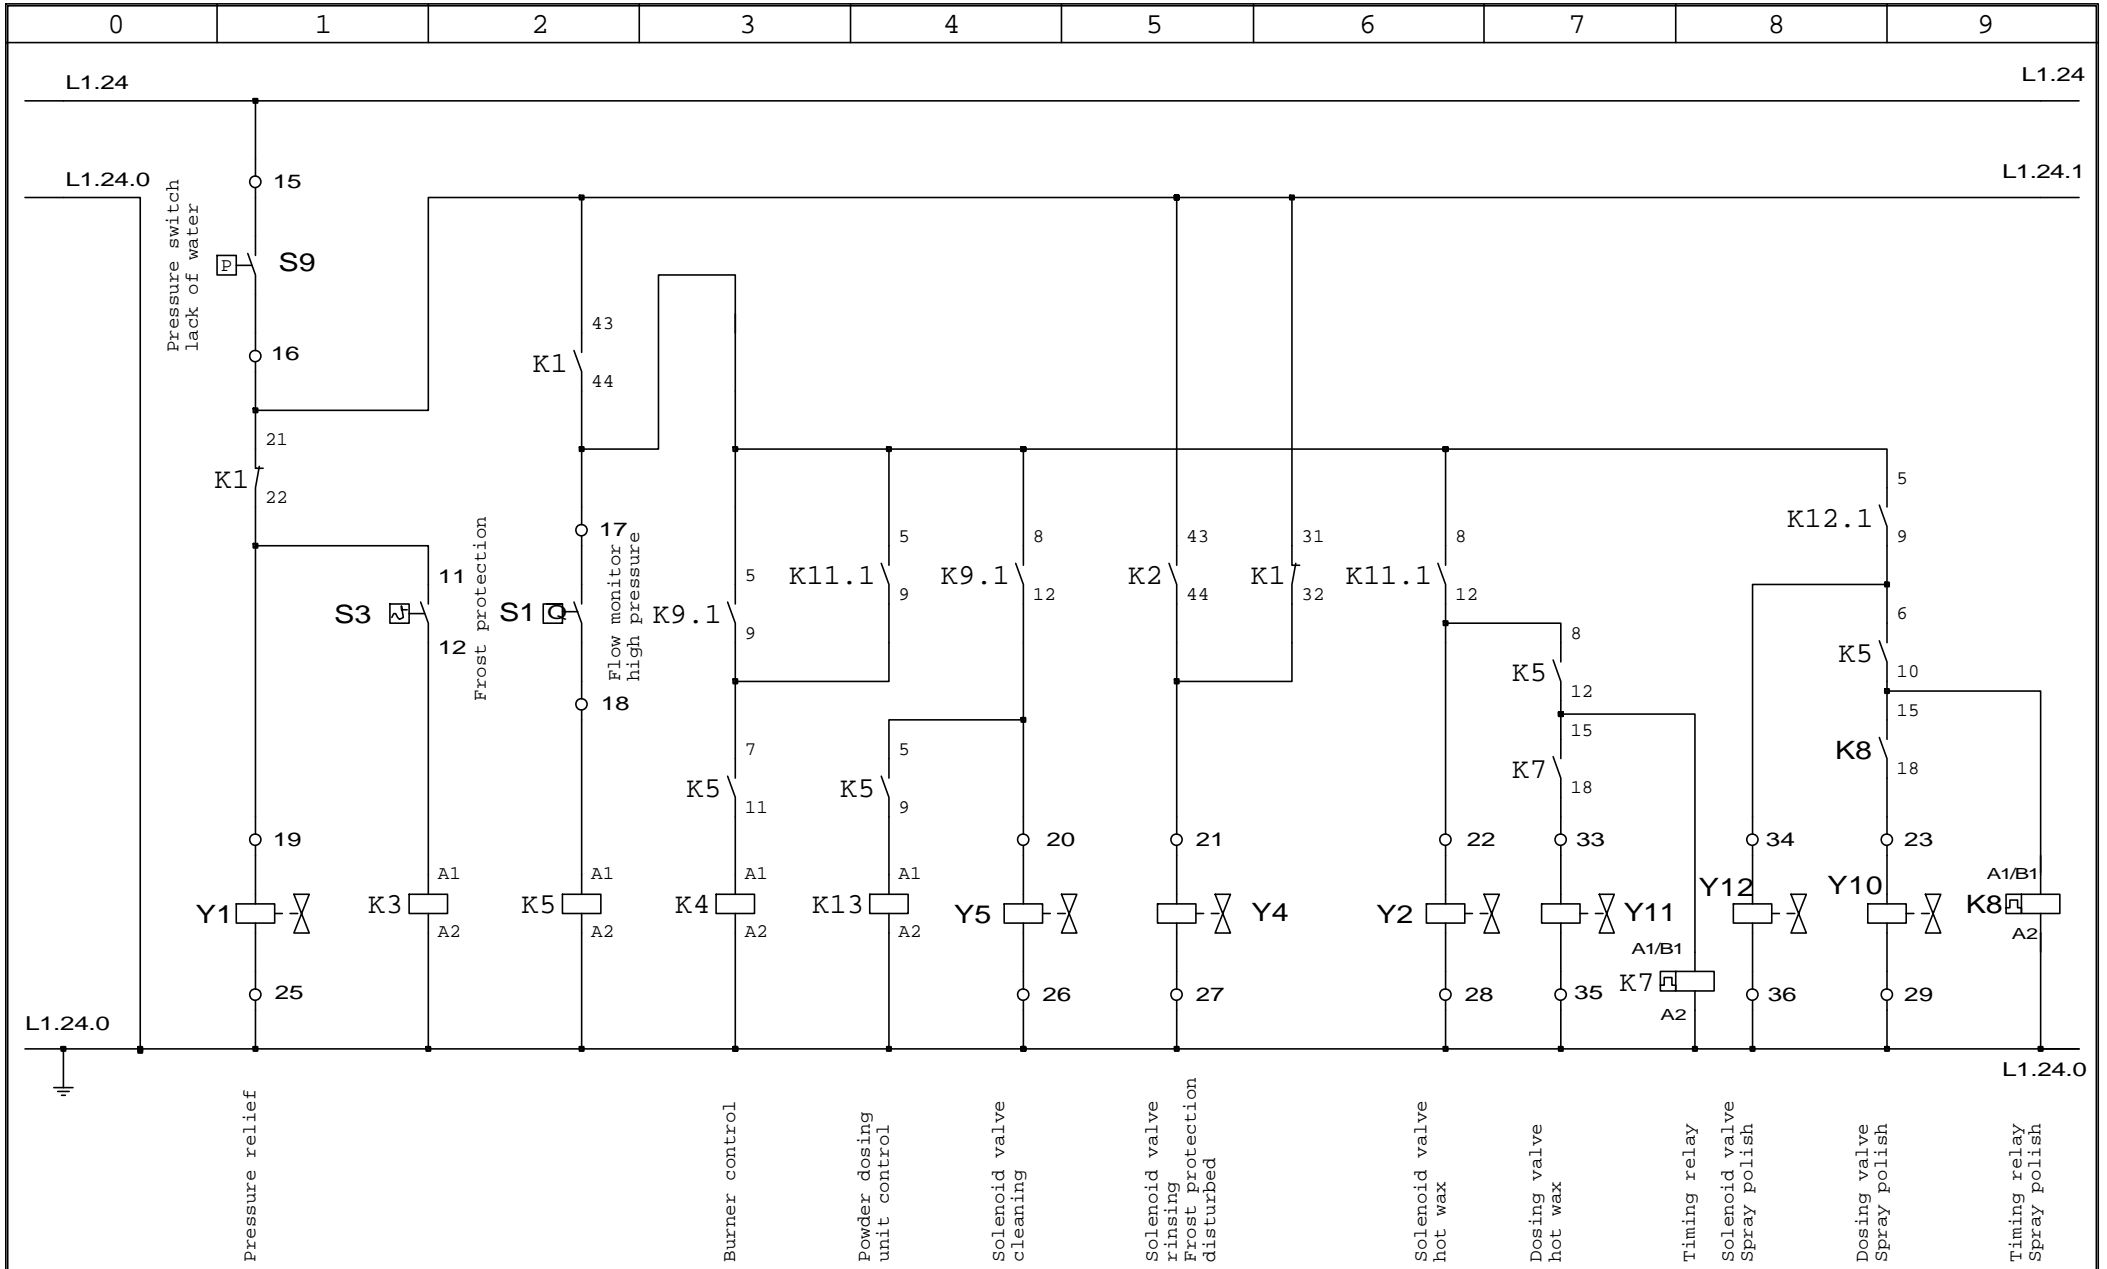 0 1 2 3 4 5 6 7 8 9
L1.24 L1.24
L1.24.0 L1.24.1
15
Pressure switch
lack of water
P S9
16
43
K1
44
21
K1
22
17
Flow monitor
high pressure
Frost protection
11
S3
12
S1 Q
18
5
K9.1
9
5
K11.1
9
8
K9.1
12
43
K2
44
31
K1
32
8
K11.1
12
5
K12.1
9
8
K5
12
6
K5
10
15
K7
18
15
K8
18
7
K5
11
5
K5
9
19 20 21 22 33 34 23
A1 A1 A1 A1 A1/B1
Y1 K3 K5 K4 K13 Y5 Y4 Y2 Y11 Y12 Y10 K8
A2 A2 A2 A2 A2
A1/B1
K7
A2
25 26 27 28 35 36 29
L1.24.0
L1.24.0
Pressure relief
Burner control
Powder dosing
unit control
Solenoid valve
cleaning
Solenoid valve
rinsing
Frost protection
disturbed
Solenoid valve
hot wax
Dosing valve
hot wax
Timing relay
Solenoid valve
Spray polish
Dosing valve
Spray polish
Timing relay
Spray polish